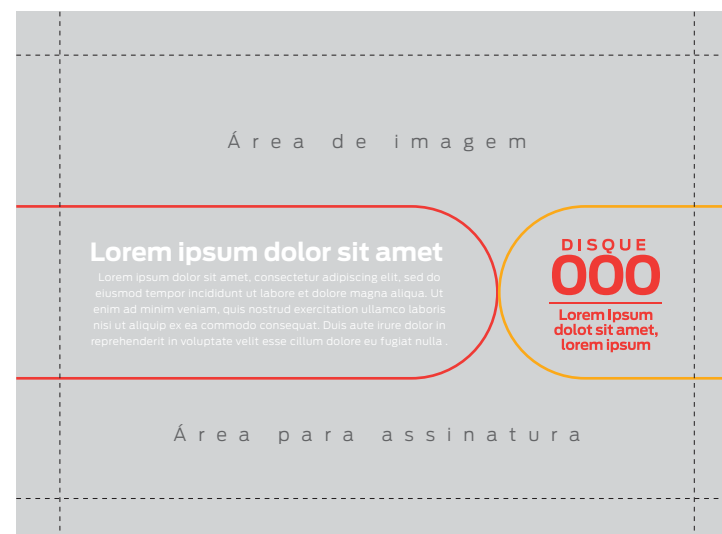 Área de imagem
Lorem ipsum dolor sit amet
Lorem ipsum dolor sit amet, consectetur adipiscing elit, sed do
eiusmod tempor incididunt ut labore et dolore magna aliqua. Ut
enim ad minim veniam, quis nostrud exercitation ullamco laboris
nisi ut aliquip ex ea commodo consequat. Duis aute irure dolor in
reprehenderit in voluptate velit esse cillum dolore eu fugiat nulla .
DISQUE
000
Lorem Ipsum
dolot sit amet,
lorem ipsum
Área para assinatura